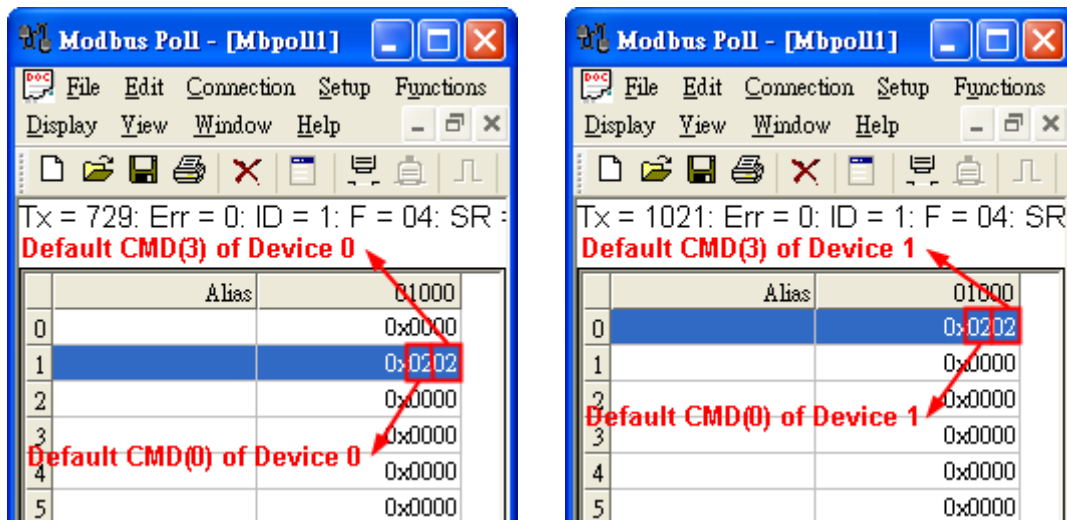 Modbus Poll - [Mbpoll1]
File Edit Connection Setup Functions
Display View Window Help
Tx = 729: Err = 0: ID = 1: F = 04: SR =
Default CMD(3) of Device 0
Alias 01000
0 0x0000
1 0x0202
2 0x0000
3 0x0000
Default CMD(0) of Device 0
4 0x0000
5 0x0000
Modbus Poll - [Mbpoll1]
File Edit Connection Setup Functions
Display View Window Help
Tx = 1021: Err = 0: ID = 1: F = 04: SR
Default CMD(3) of Device 1
Alias 01000
0 0x0202
1 0x0000
2 0x0000
Default CMD(0) of Device 1
3 0x0000
4 0x0000
5 0x0000